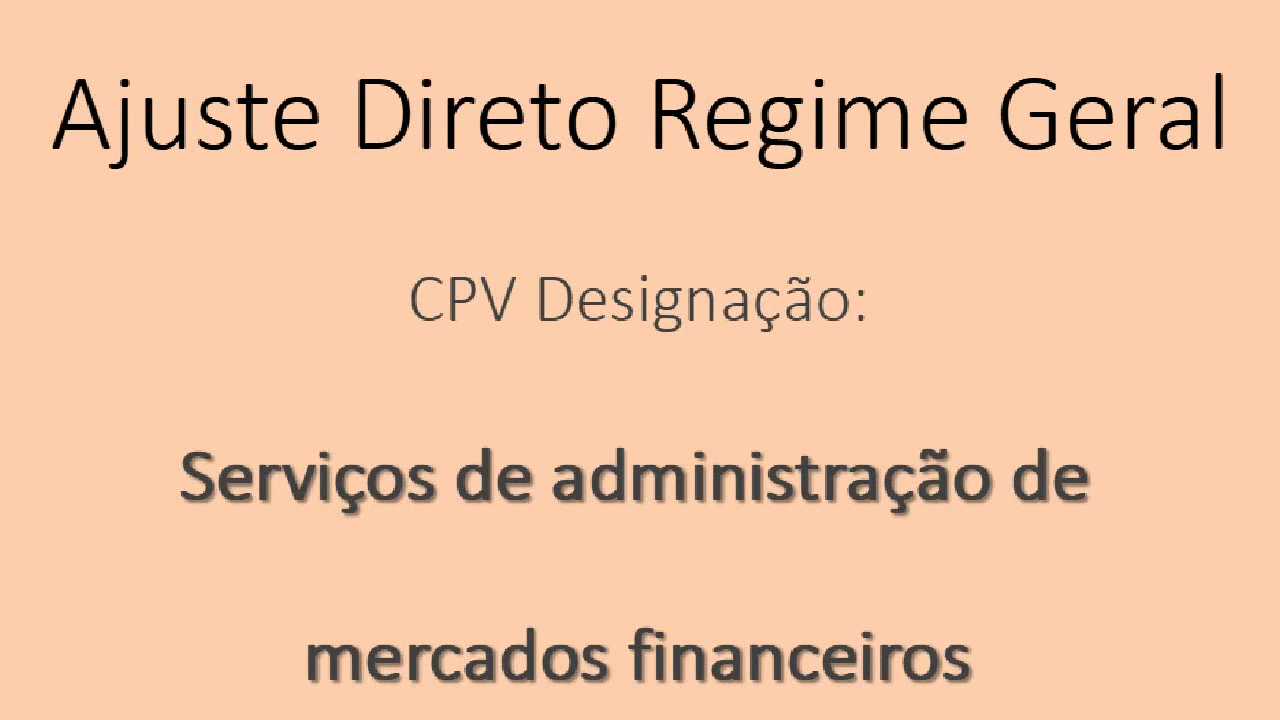 Ajuste Direto Regime Geral
CPV Designação:
Serviços de administração de
mercados financeiros